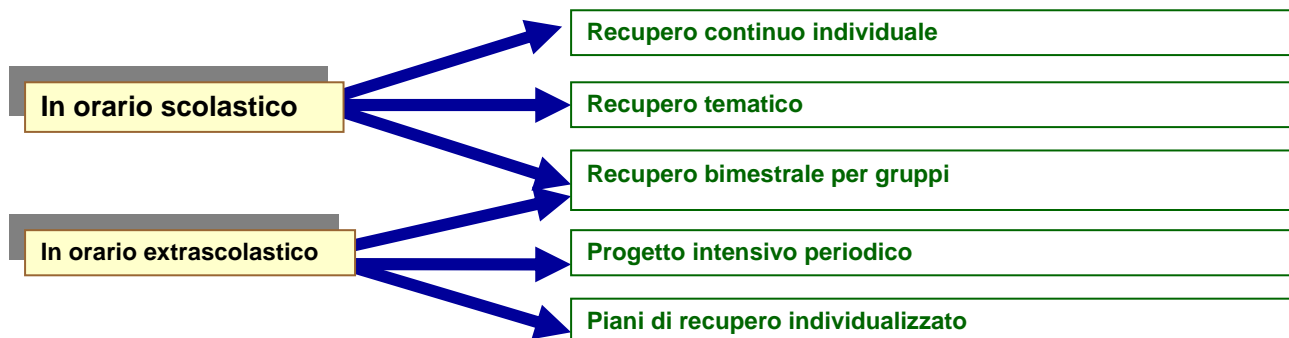 Recupero continuo individuale
In orario scolastico
Recupero tematico
Recupero bimestrale per gruppi
In orario extrascolastico
Progetto intensivo periodico
Piani di recupero individualizzato